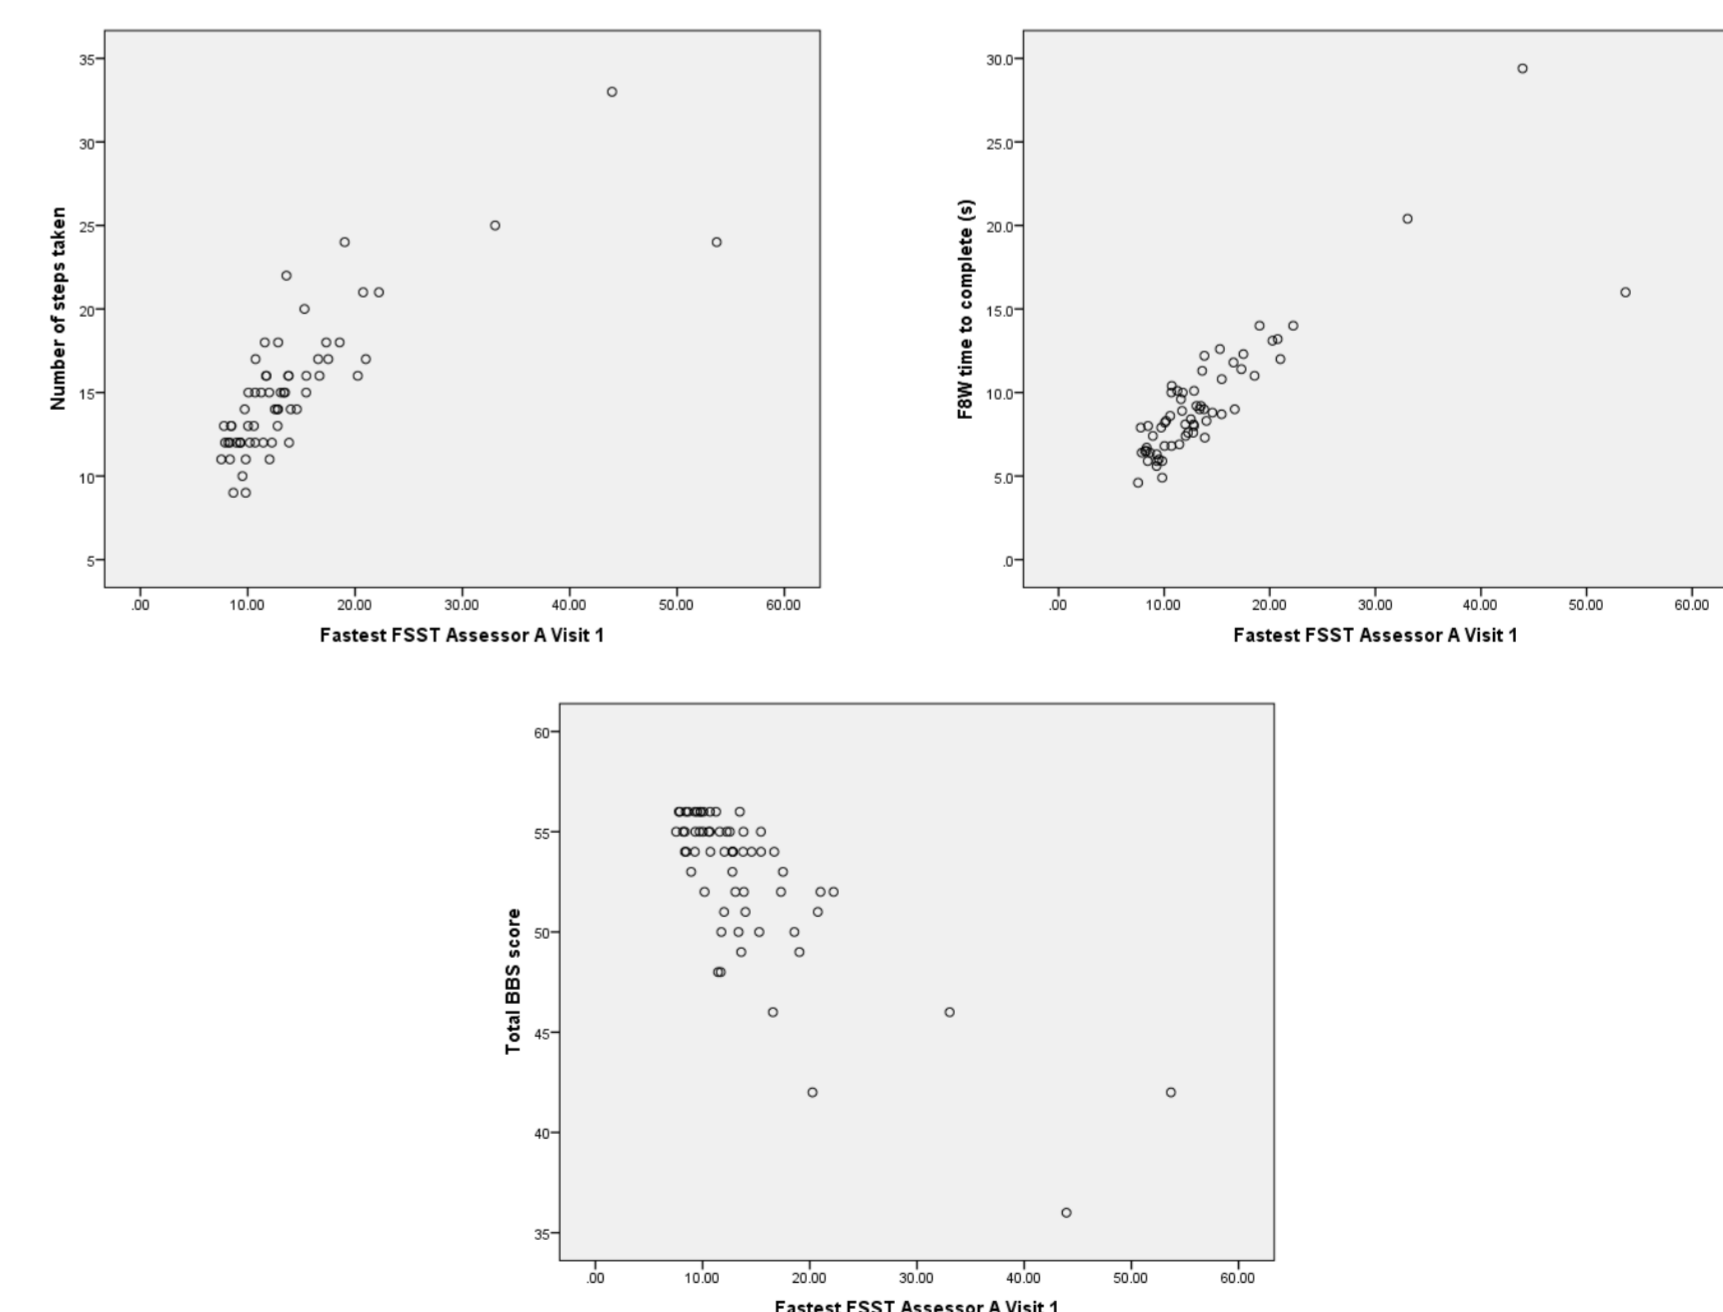 Number of steps taken
35
30
25
20
15
10
5
.00 10.00 20.00 30.00 40.00 50.00 60.00
Fastest FSST Assessor A Visit 1
F8W time to complete (s)
30.0
25.0
20.0
15.0
10.0
5.0
.0
.00 10.00 20.00 30.00 40.00 50.00 60.00
Fastest FSST Assessor A Visit 1
Total BBS score
60
55
50
45
40
35
.00 10.00 20.00 30.00 40.00 50.00 60.00
Fastest FSST Assessor A Visit 1